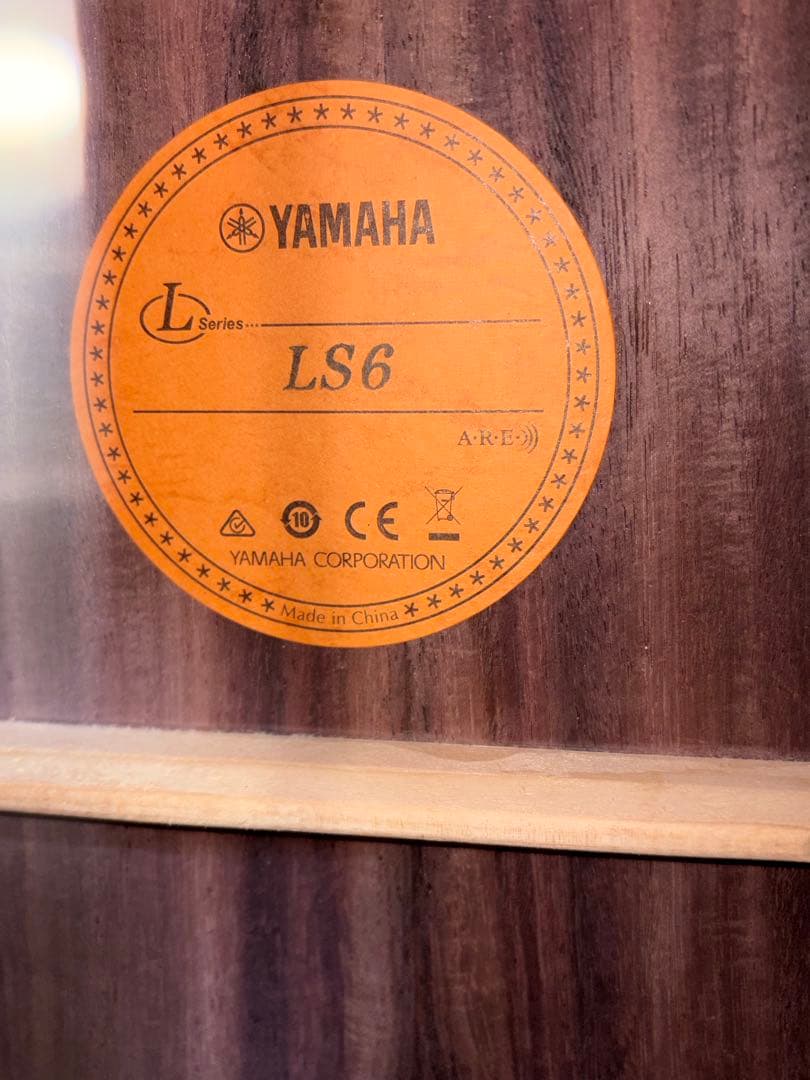 YAMAHA
L Series...
LS6
A·R·E
10
CE
YAMAHA CORPORATION
Made in China